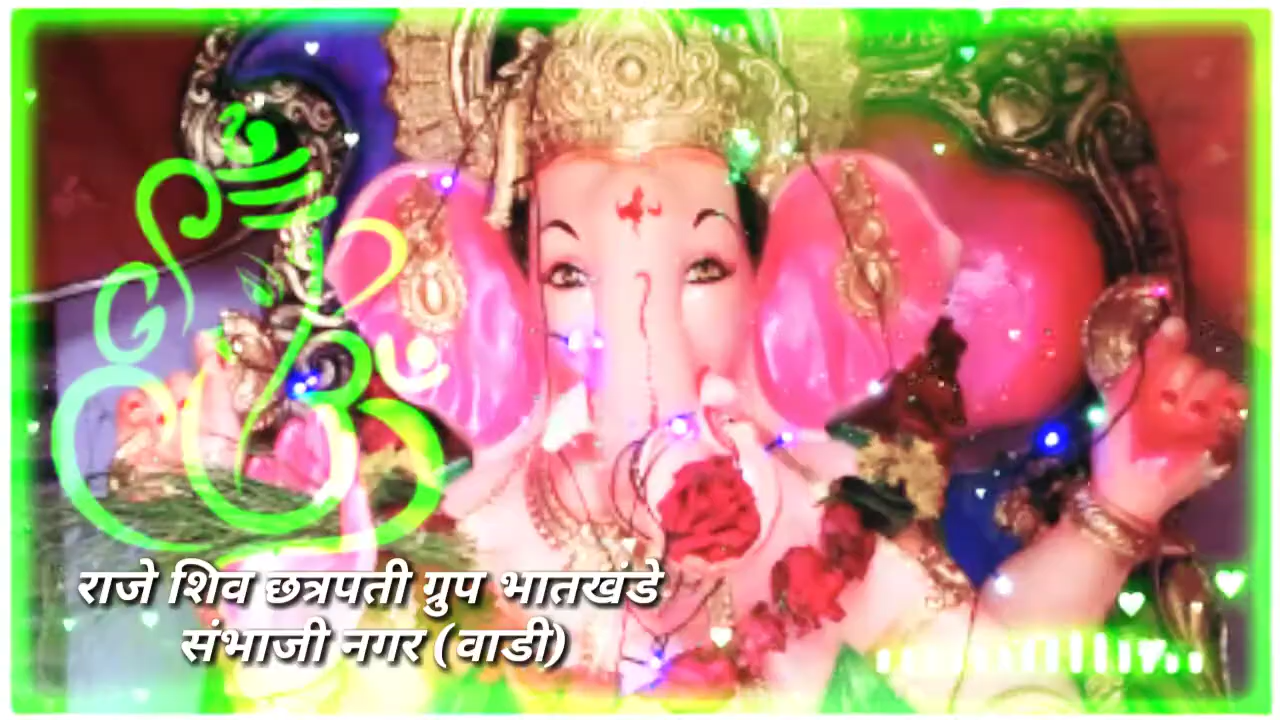 राजे शिव छत्रपती ग्रुप भातखंडे
संभाजी नगर (वाडी)